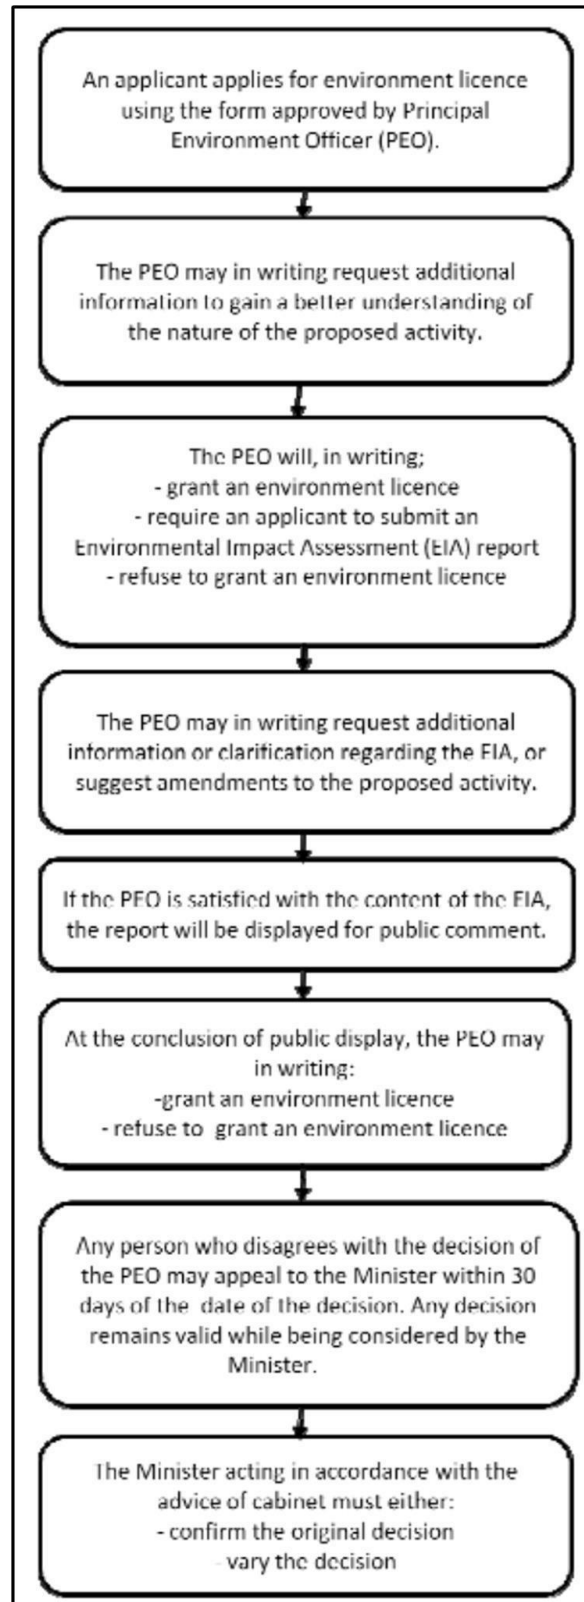 An applicant applies for environment licence
using the form approved by Principal
Environment Officer (PEO).
The PEO may in writing request additional
information to gain a better understanding of
the nature of the proposed activity.
The PEO will, in writing;
- grant an environment licence
- require an applicant to submit an
Environmental Impact Assessment (EIA) report
- refuse to grant an environment licence
The PEO may in writing request additional
information or clarification regarding the EIA, or
suggest amendments to the proposed activity.
If the PEO is satisfied with the content of the EIA,
the report will be displayed for public comment.
At the conclusion of public display, the PEO may
in writing:
-grant an environment licence
- refuse to grant an environment licence
Any person who disagrees with the decision of
the PEO may appeal to the Minister within 30
days of the date of the decision. Any decision
remains valid while being considered by the
Minister.
The Minister acting in accordance with the
advice of cabinet must either:
- confirm the original decision
- vary the decision